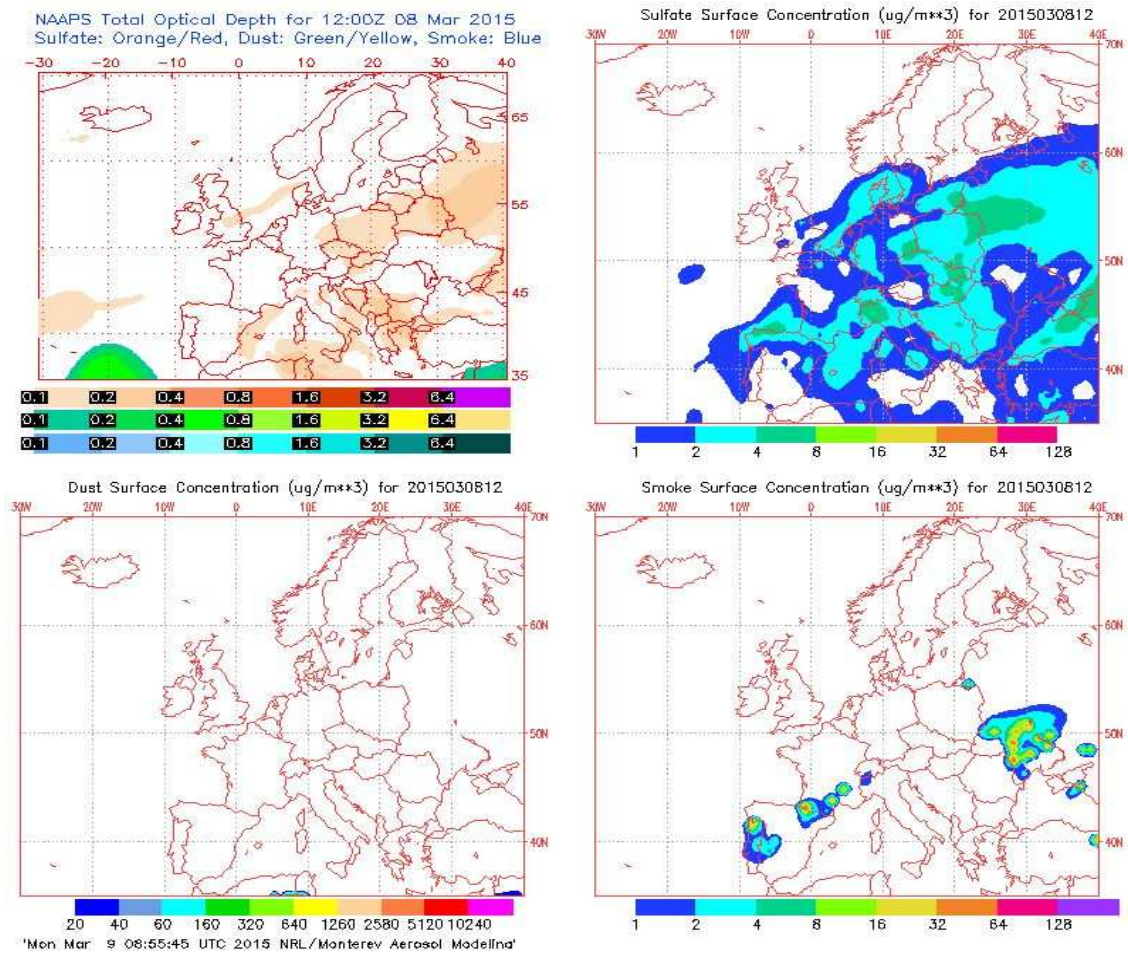 NAAPS Total Optical Depth for 12:00Z 08 Mar 2015
Sulfate: Orange/Red, Dust: Green/Yellow, Smoke: Blue
-30 -20 -10 0 10 20 30 40
65
55
45
35
0.1 0.2 0.4 0.8 1.6 3.2 6.4
0.1 0.2 0.4 0.8 1.6 3.2 6.4
0.1 0.2 0.4 0.8 1.6 3.2 6.4
Sulfate Surface Concentration (ug/m**3) for 2015030812
30W 20W 10W 0 10E 20E 30E 40E
70N
60N
50N
40N
1 2 4 8 16 32 64 128
Dust Surface Concentration (ug/m**3) for 2015030812
30W 20W 10W 0 10E 20E 30E 40E
70N
60N
50N
40N
20 40 60 160 320 640 1260 2580 5120 10240
'Mon Mar 9 08:55:45 UTC 2015 NRL/Monterey Aerosol Modeling'
Smoke Surface Concentration (ug/m**3) for 2015030812
30W 20W 10W 0 10E 20E 30E 40E
70N
60N
50N
40N
1 2 4 8 16 32 64 128